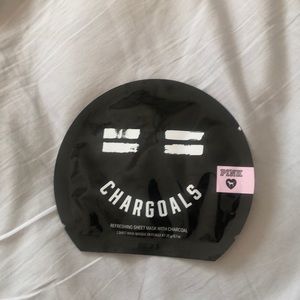 PINK
CHARGOALS
REFRESHING SHEET MASK WITH CHARCOAL